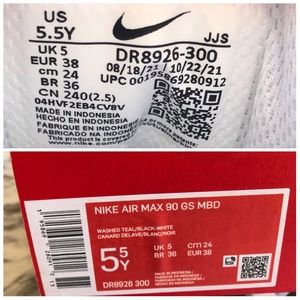 US
5.5Y
JJS
UK 5
EUR 38
cm 24
BR 36
CN 240(2.5)
DR8926-300
08/18/21 / 10/22/21
UPC 00195869280912
04HVF2EB4CV8V
MADE IN INDONESIA
HECHO EN INDONESIA
FABRIQUE EN INDONESIE
FABRICADO NA INDONESIA
NIKE AIR MAX 90 GS MBD
WASHED TEAL/BLACK-WHITE
CANARD DELAVE/BLANC/NOIR
5.5
Y
UK 5
cm 24
BR 36
EUR 38
DR8926 300